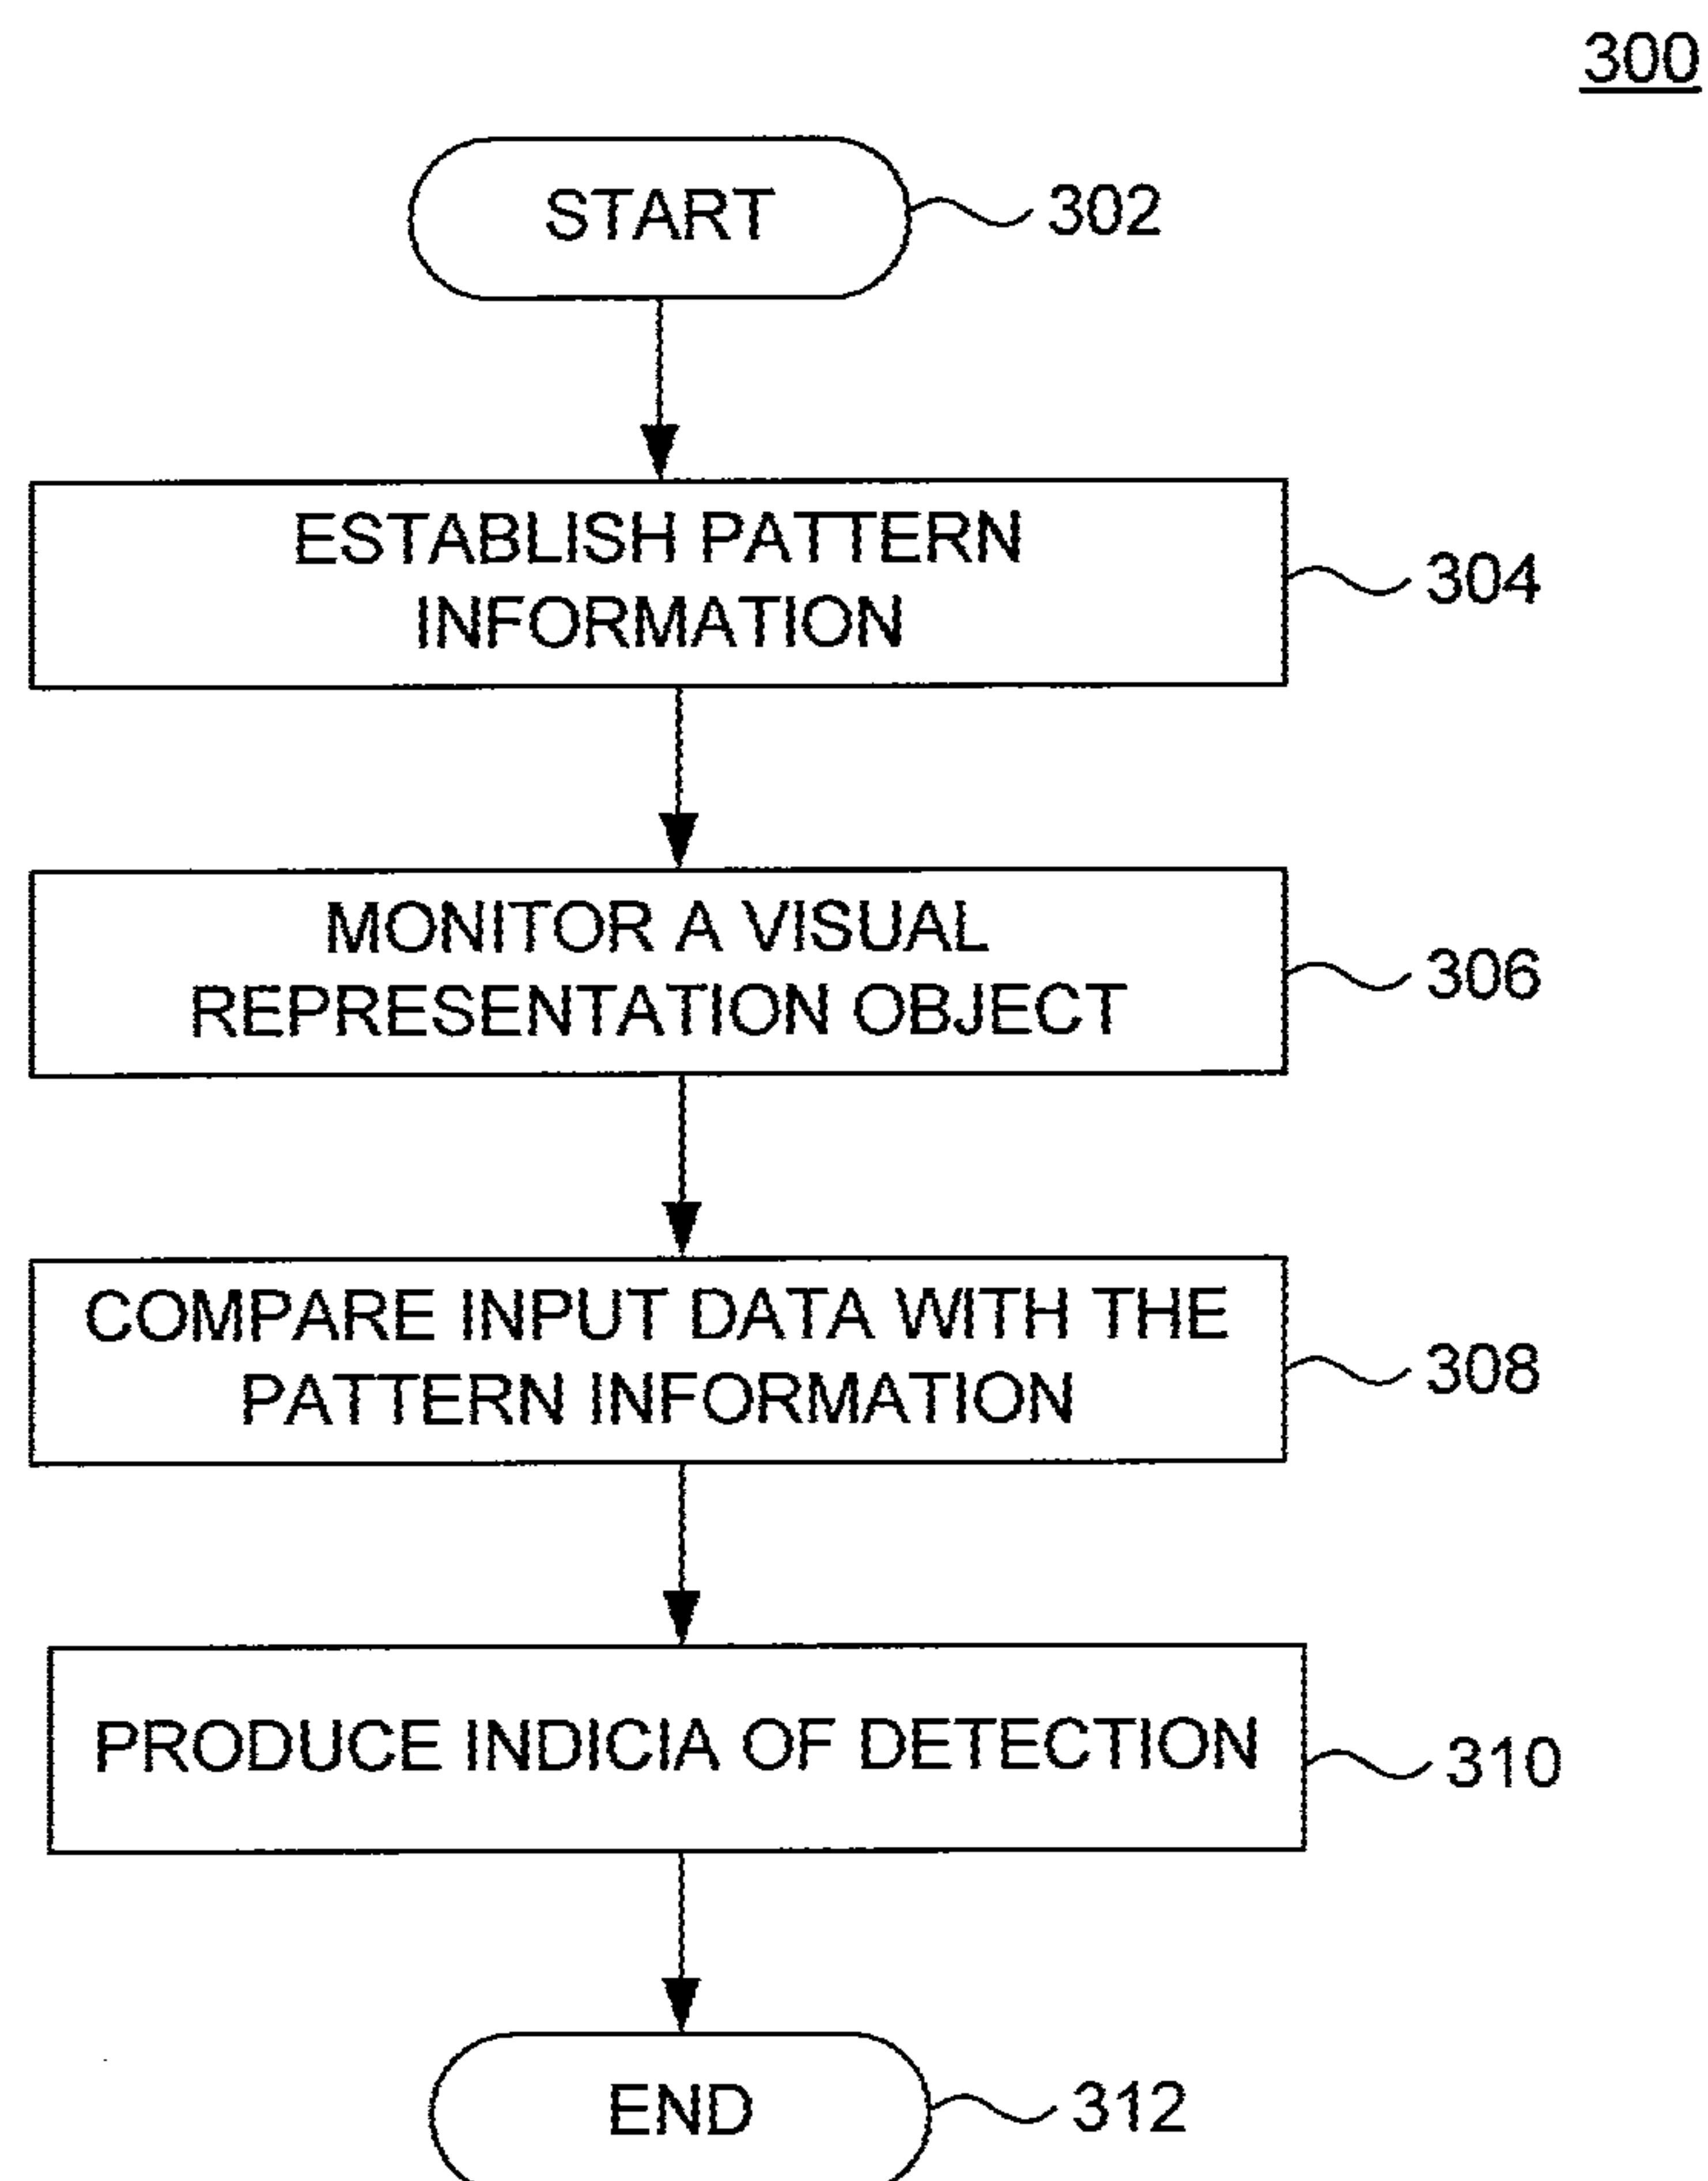 300
START
302
ESTABLISH PATTERN
INFORMATION
304
MONITOR A VISUAL
REPRESENTATION OBJECT
306
COMPARE INPUT DATA WITH THE
PATTERN INFORMATION
308
PRODUCE INDICIA OF DETECTION
310
END
312